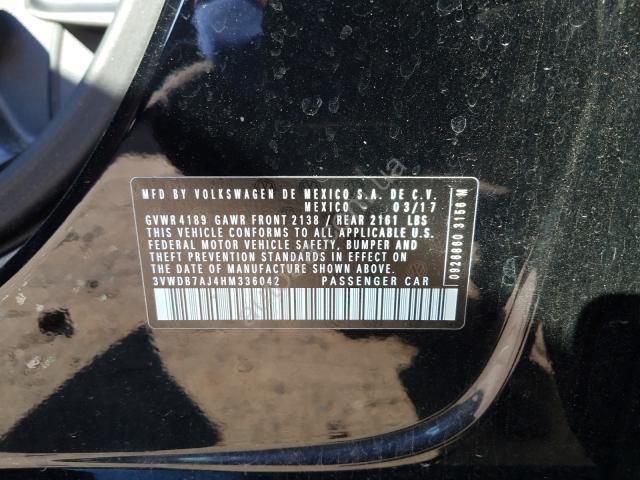 MFD BY VOLKSWAGEN DE MEXICO S.A. DE C.V.
MEXICO 03/17
GVWR 4189 GAWR FRONT 2138 / REAR 2161 LBS
THIS VEHICLE CONFORMS TO ALL APPLICABLE U.S.
FEDERAL MOTOR VEHICLE SAFETY, BUMPER AND
THEFT PREVENTION STANDARDS IN EFFECT ON
THE DATE OF MANUFACTURE SHOWN ABOVE.
3VWDB7AJ4HM336042 PASSENGER CAR
0926860 3156 M